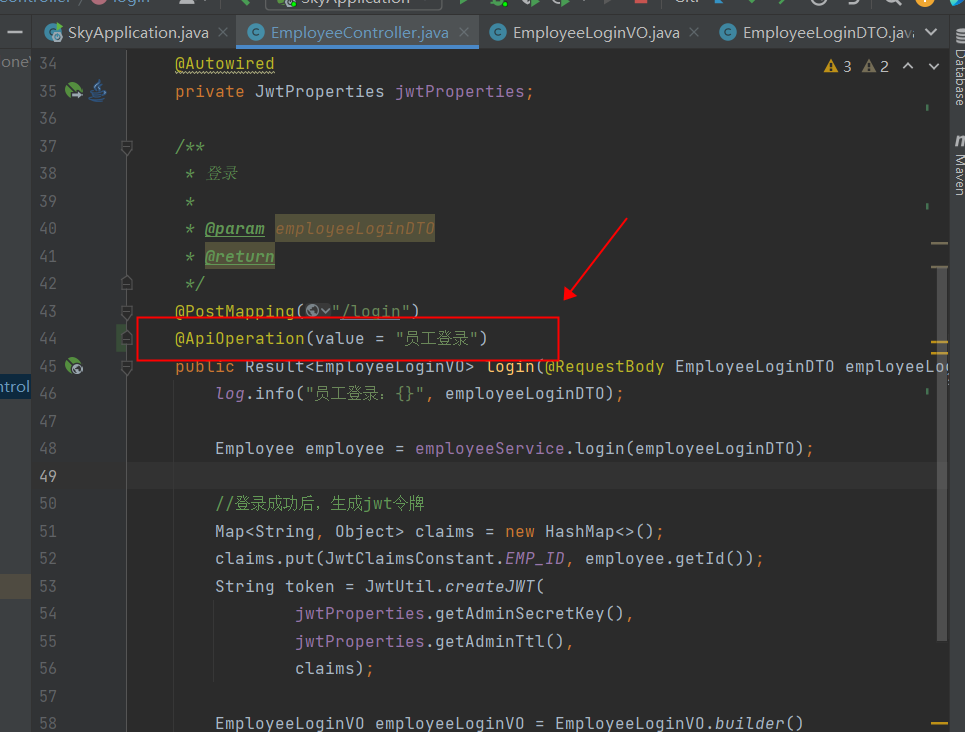 SkyApplication.java EmployeeController.java EmployeeLoginVO.java EmployeeLoginDTO.java
34 @Autowired 3 2
35 private JwtProperties jwtProperties;
36
37 /**
38 * 登录
39 *
40 * @param employeeLoginDTO
41 * @return
42 */
43 @PostMapping("/login")
44 @ApiOperation(value = "员工登录")
45 public Result<EmployeeLoginVO> login(@RequestBody EmployeeLoginDTO employeeLog
46 log.info("员工登录：{}", employeeLoginDTO);
47
48 Employee employee = employeeService.login(employeeLoginDTO);
49
50 //登录成功后，生成jwt令牌
51 Map<String, Object> claims = new HashMap<>();
52 claims.put(JwtClaimsConstant.EMP_ID, employee.getId());
53 String token = JwtUtil.createJWT(
54 jwtProperties.getAdminSecretKey(),
55 jwtProperties.getAdminTtl(),
56 claims);
57
58 EmployeeLoginVO employeeLoginVO = EmployeeLoginVO.builder()
Database
Maven
ntrol